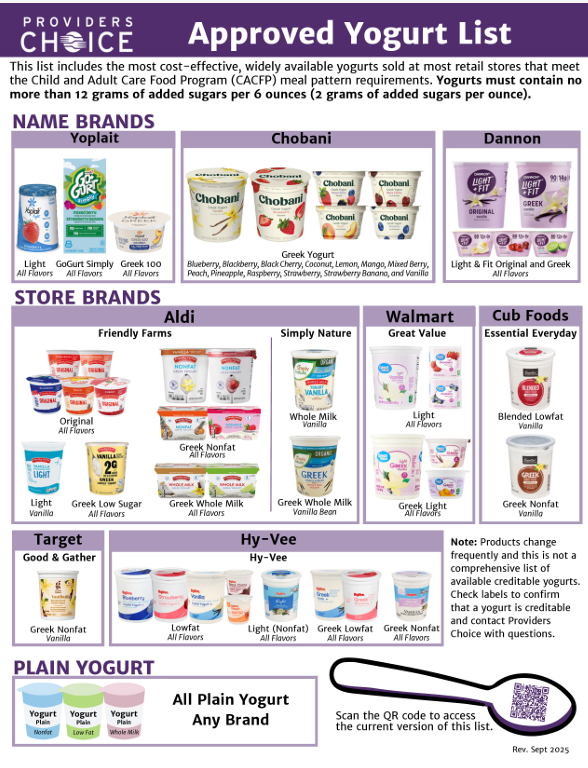 PROVIDERS
CHOICE
Approved Yogurt List
This list includes the most cost-effective, widely available yogurts sold at most retail stores that meet
the Child and Adult Care Food Program (CACFP) meal pattern requirements. Yogurts must contain no
more than 12 grams of added sugars per 6 ounces (2 grams of added sugars per ounce).
NAME BRANDS
Yoplait
Chobani
Dannon
Light
All Flavors
GoGurt Simply
All Flavors
Greek 100
All Flavors
Greek Yogurt
Blueberry, Blackberry, Black Cherry, Coconut, Lemon, Mango, Mixed Berry,
Peach, Pineapple, Raspberry, Strawberry, Strawberry Banana, and Vanilla
Light & Fit Original and Greek
All Flavors
STORE BRANDS
Aldi
Friendly Farms
Simply Nature
Original
All Flavors
Greek Nonfat
All Flavors
Whole Milk
Vanilla
Light
Vanilla
Greek Low Sugar
All Flavors
Greek Whole Milk
All Flavors
Greek Whole Milk
Vanilla Bean
Walmart
Great Value
Light
All Flavors
Greek Light
All Flavors
Cub Foods
Essential Everyday
Blended Lowfat
Vanilla
Greek Nonfat
Vanilla
Target
Good & Gather
Greek Nonfat
Vanilla
Hy-Vee
Hy-Vee
Lowfat
All Flavors
Light (Nonfat)
All Flavors
Greek Lowfat
All Flavors
Greek Nonfat
All Flavors
Note: Products change
frequently and this is not a
comprehensive list of
available creditable yogurts.
Check labels to confirm
that a yogurt is creditable
and contact Providers
Choice with questions.
PLAIN YOGURT
Yogurt
Plain
Nonfat
Yogurt
Plain
Low Fat
Yogurt
Plain
Whole Milk
All Plain Yogurt
Any Brand
Scan the QR code to access
the current version of this list.
Rev. Sept 2025